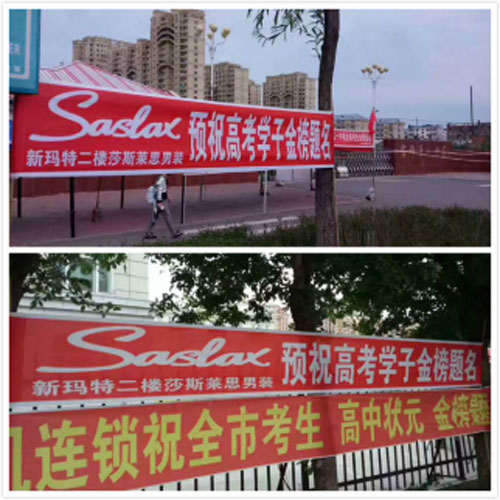 Saslax 预祝高考学子金榜题名
新玛特二楼莎斯莱思男装
Saslax 预祝高考学子金榜题名
新玛特二楼莎斯莱思男装
连锁祝全市考生 高中状元 金榜题